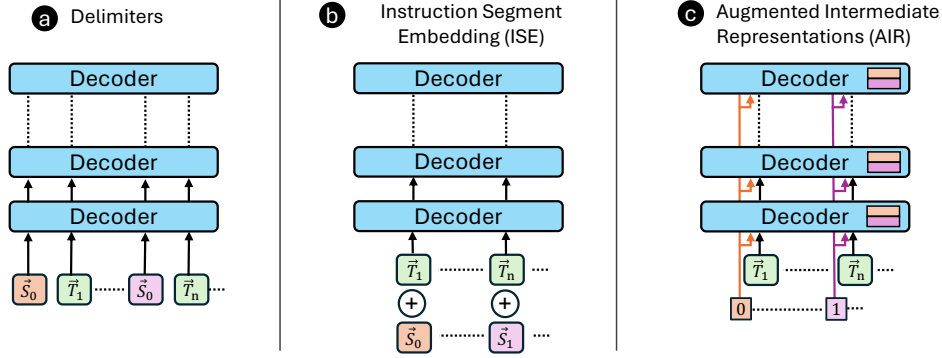 a Delimiters
Decoder
Decoder
Decoder
S⃗₀ T⃗₁ S⃗₀ T⃗ₙ
b Instruction Segment
Embedding (ISE)
Decoder
Decoder
Decoder
T⃗₁ T⃗ₙ
+ +
S⃗₀ S⃗₁
c Augmented Intermediate
Representations (AIR)
Decoder
Decoder
Decoder
T⃗₁ T⃗ₙ
0 1